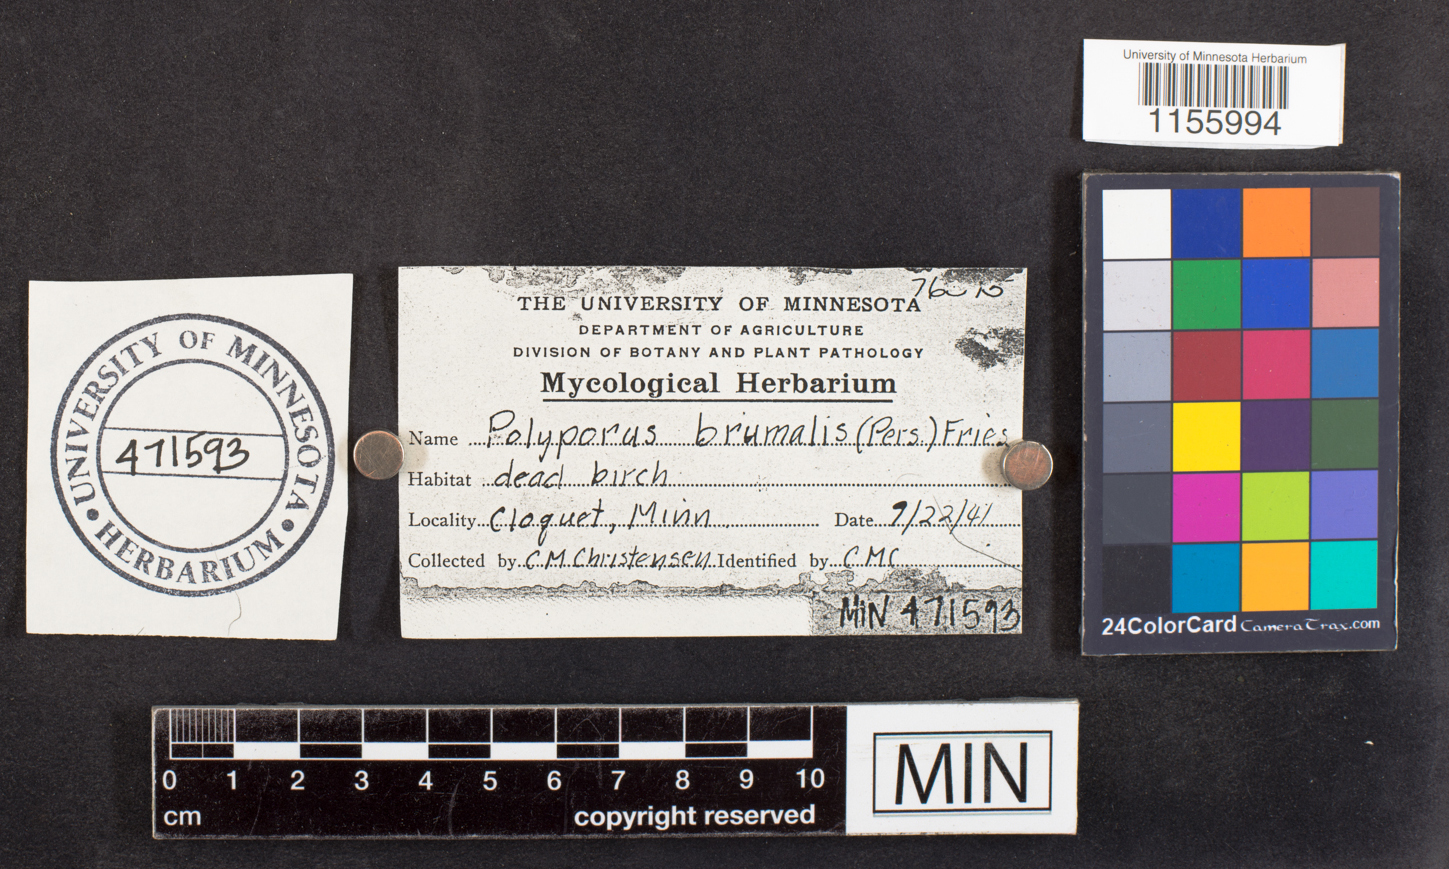 University of Minnesota Herbarium
1155994
UNIVERSITY OF MINNESOTA
HERBARIUM
471593
THE UNIVERSITY OF MINNESOTA
DEPARTMENT OF AGRICULTURE
DIVISION OF BOTANY AND PLANT PATHOLOGY
Mycological Herbarium
Name Polyporus brumalis (Pers.) Fries
Habitat dead birch
Locality Cloquet, Minn Date 9/22/41
Collected by C M Christensen Identified by CMC
MIN 471593
24ColorCard CameraTrax.com
0 1 2 3 4 5 6 7 8 9 10
cm copyright reserved
MIN